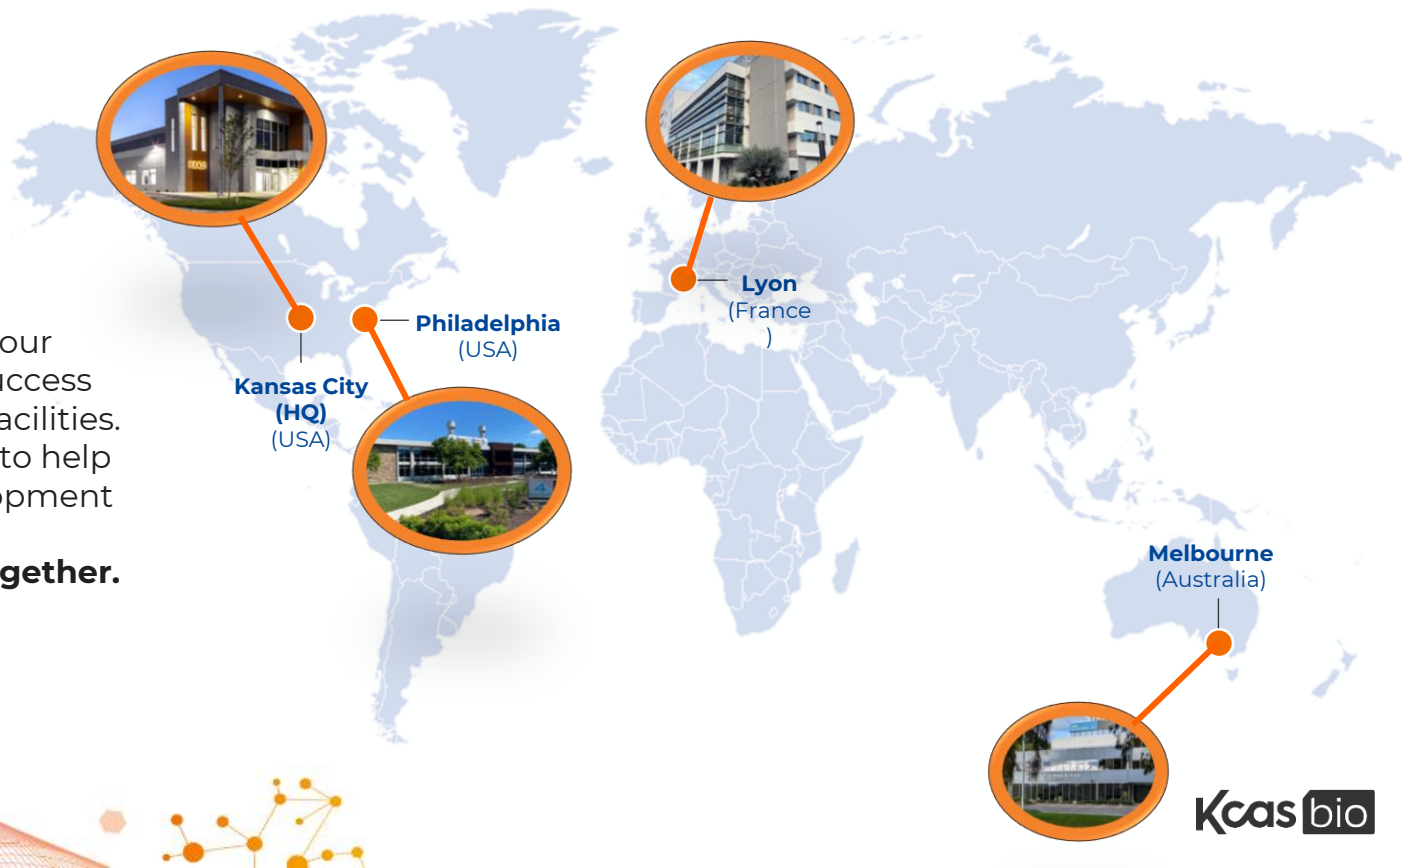 our
uccess
acilities.
to help
opment
gether.
Kansas City
(HQ)
(USA)
Philadelphia
(USA)
Lyon
(France
)
Melbourne
(Australia)
Kcas bio